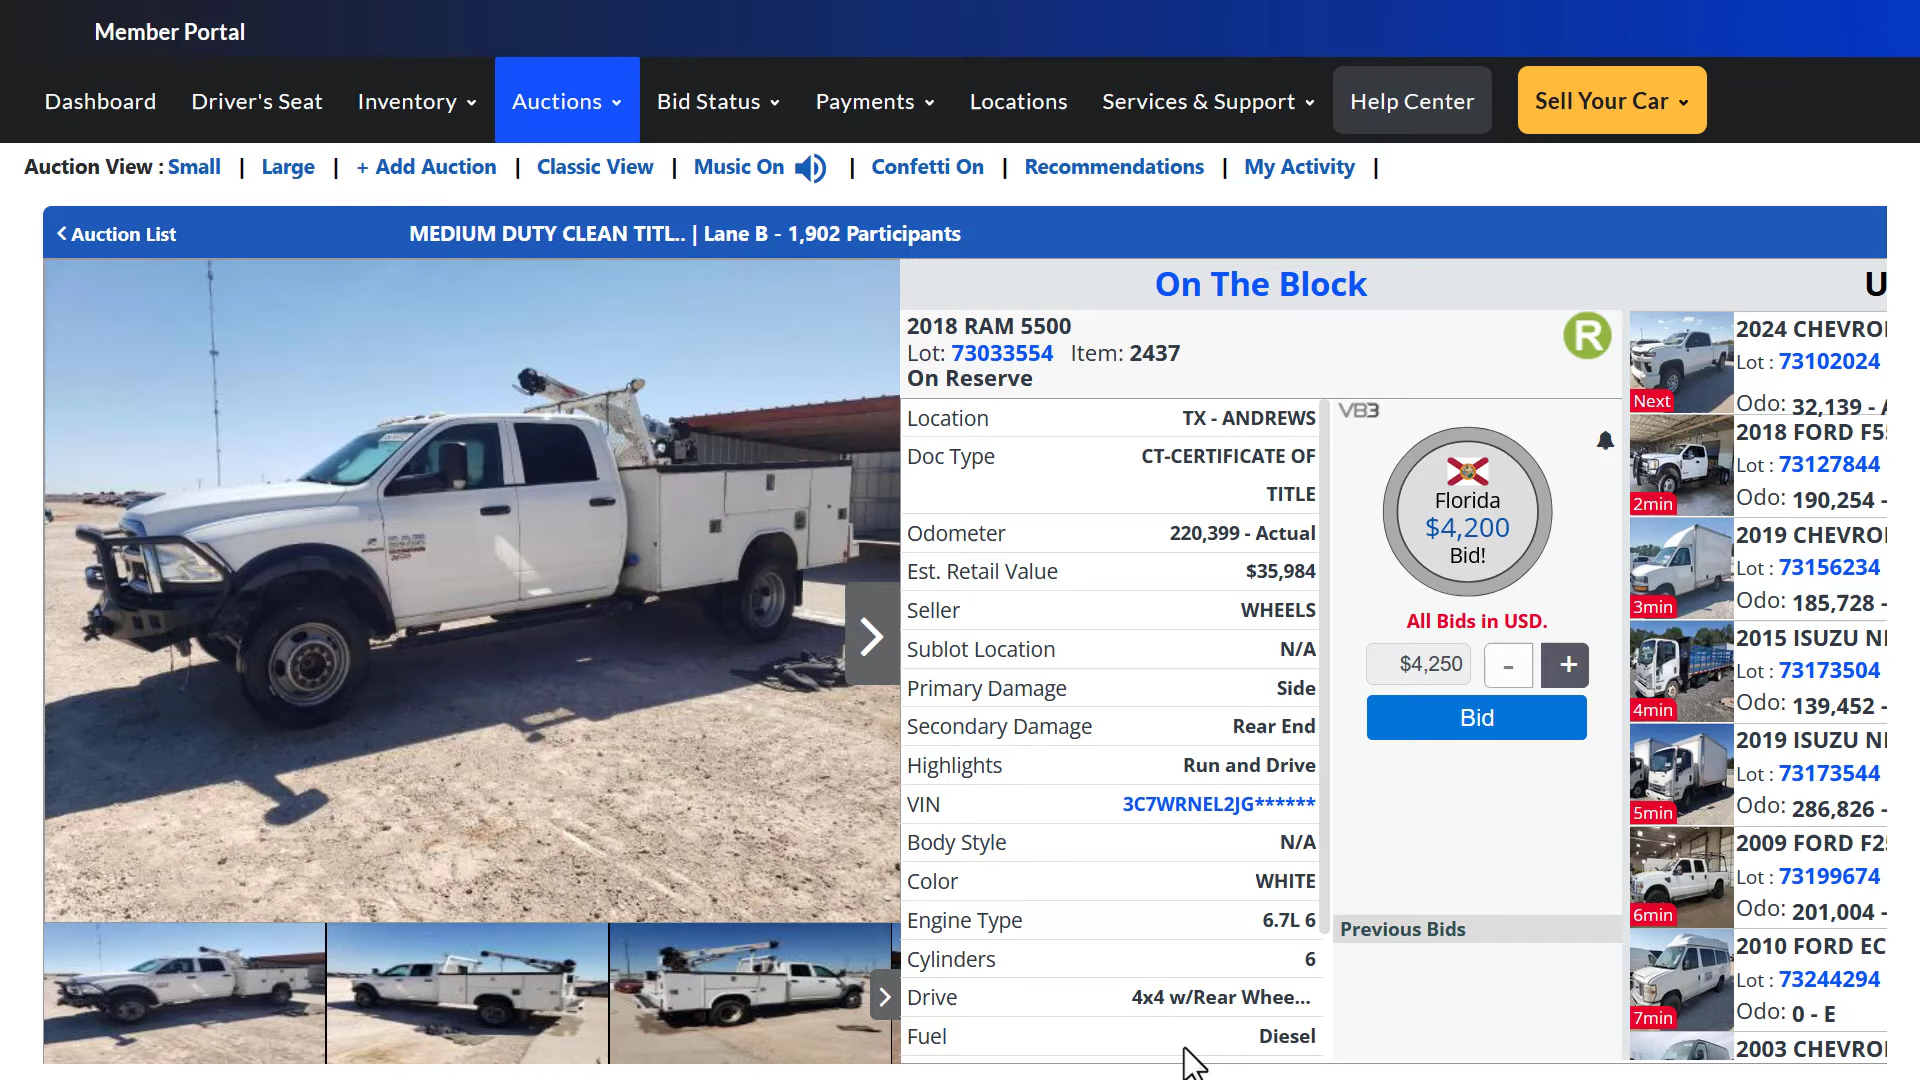 Member Portal
Dashboard
Driver's Seat
Inventory
Auctions
Bid Status
Payments
Locations
Services & Support
Help Center
Sell Your Car
Auction View : Small | Large | + Add Auction | Classic View | Music On | Confetti On | Recommendations | My Activity |
Auction List
MEDIUM DUTY CLEAN TITL.. | Lane B - 1,902 Participants
On The Block
2018 RAM 5500
Lot: 73033554 Item: 2437
On Reserve
R
Location TX - ANDREWS
Doc Type CT-CERTIFICATE OF
TITLE
Odometer 220,399 - Actual
Est. Retail Value $35,984
Seller WHEELS
Sublot Location N/A
Primary Damage Side
Secondary Damage Rear End
Highlights Run and Drive
VIN 3C7WRNEL2JG******
Body Style N/A
Color WHITE
Engine Type 6.7L 6
Cylinders 6
Drive 4x4 w/Rear Whee...
Fuel Diesel
VB3
Florida
$4,200
Bid!
All Bids in USD.
$4,250 - +
Bid
Previous Bids
U
2024 CHEVROL
Lot : 73102024
Odo: 32,139 - A
Next
2018 FORD F5
Lot : 73127844
Odo: 190,254 -
2min
2019 CHEVROL
Lot : 73156234
Odo: 185,728 -
3min
2015 ISUZU N
Lot : 73173504
Odo: 139,452 -
4min
2019 ISUZU N
Lot : 73173544
Odo: 286,826 -
5min
2009 FORD F2
Lot : 73199674
Odo: 201,004 -
6min
2010 FORD EC
Lot : 73244294
Odo: 0 - E
7min
2003 CHEVROL